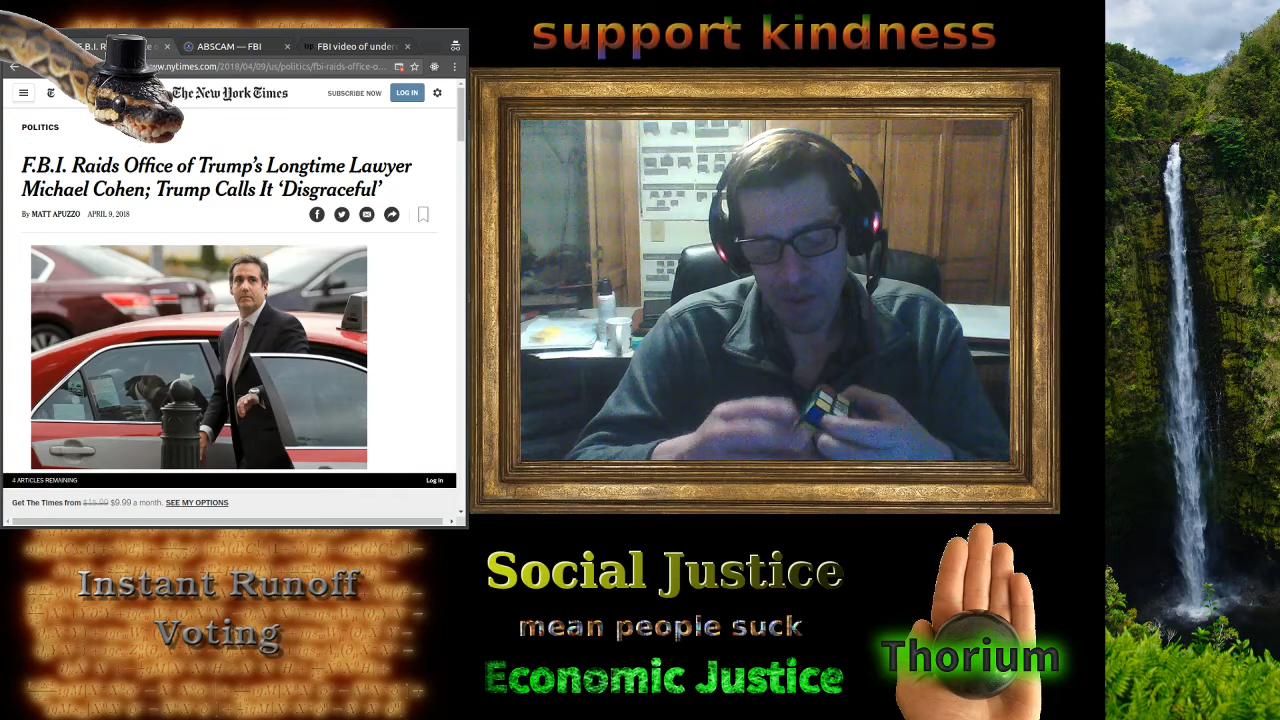 support kindness
F.B.I. R
ABSCAM — FBI
FBI video of under
w.nytimes.com/2018/04/09/us/politics/fbi-raids-office-o...
The New York Times
SUBSCRIBE NOW
LOG IN
POLITICS
F.B.I. Raids Office of Trump's Longtime Lawyer
Michael Cohen; Trump Calls It 'Disgraceful'
By MATT APUZZO APRIL 9, 2018
4 ARTICLES REMAINING
Log in
Get The Times from $15.99 $9.99 a month. SEE MY OPTIONS
Instant Runoff
Voting
Social Justice
mean people suck
Economic Justice
Thorium